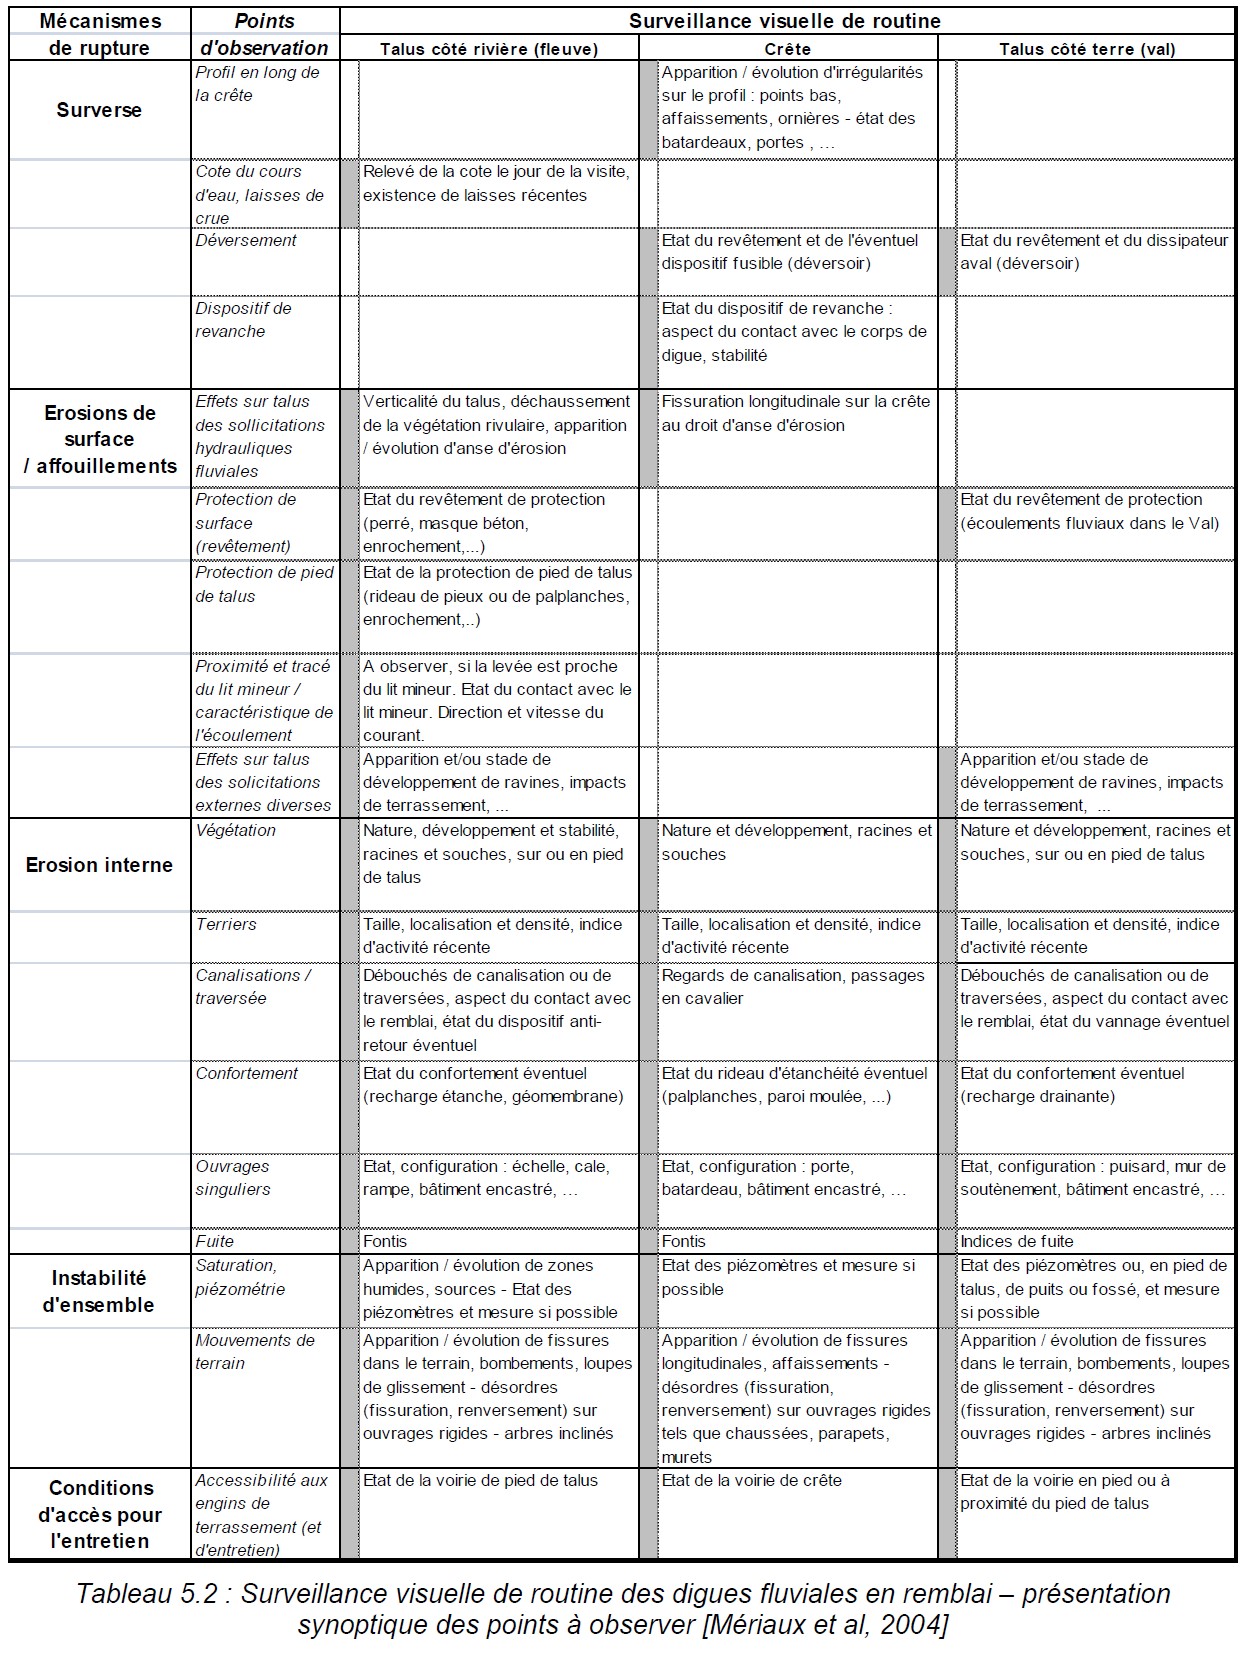 Mécanismes
de rupture
Points
d'observation
Surveillance visuelle de routine
Talus côté rivière (fleuve)
Crête
Talus côté terre (val)
Surverse
Profil en long de
la crête
Apparition / évolution d'irrégularités
sur le profil : points bas,
affaissements, ornières - état des
batardeaux, portes , …
Cote du cours
d'eau, laisses de
crue
Relevé de la cote le jour de la visite,
existence de laisses récentes
Déversement
Etat du revêtement et de l'éventuel
dispositif fusible (déversoir)
Etat du revêtement et du dissipateur
aval (déversoir)
Dispositif de
revanche
Etat du dispositif de revanche :
aspect du contact avec le corps de
digue, stabilité
Erosions de
surface
/ affouillements
Effets sur talus
des sollicitations
hydrauliques
fluviales
Verticalité du talus, déchaussement
de la végétation rivulaire, apparition
/ évolution d'anse d'érosion
Fissuration longitudinale sur la crête
au droit d'anse d'érosion
Protection de
surface
(revêtement)
Etat du revêtement de protection
(perré, masque béton,
enrochement,...)
Etat du revêtement de protection
(écoulements fluviaux dans le Val)
Protection de pied
de talus
Etat de la protection de pied de talus
(rideau de pieux ou de palplanches,
enrochement,..)
Proximité et tracé
du lit mineur /
caractéristique de
l'écoulement
A observer, si la levée est proche
du lit mineur. Etat du contact avec le
lit mineur. Direction et vitesse du
courant.
Effets sur talus
des solicitations
externes diverses
Apparition et/ou stade de
développement de ravines, impacts
de terrassement, ...
Apparition et/ou stade de
développement de ravines, impacts
de terrassement, ...
Erosion interne
Végétation
Nature, développement et stabilité,
racines et souches, sur ou en pied
de talus
Nature et développement, racines et
souches
Nature et développement, racines et
souches, sur ou en pied de talus
Terriers
Taille, localisation et densité, indice
d'activité récente
Taille, localisation et densité, indice
d'activité récente
Taille, localisation et densité, indice
d'activité récente
Canalisations /
traversée
Débouchés de canalisation ou de
traversées, aspect du contact avec
le remblai, état du dispositif anti-
retour éventuel
Regards de canalisation, passages
en cavalier
Débouchés de canalisation ou de
traversées, aspect du contact avec
le remblai, état du vannage éventuel
Confortement
Etat du confortement éventuel
(recharge étanche, géomembrane)
Etat du rideau d'étanchéité éventuel
(palplanches, paroi moulée, ...)
Etat du confortement éventuel
(recharge drainante)
Ouvrages
singuliers
Etat, configuration : échelle, cale,
rampe, bâtiment encastré, …
Etat, configuration : porte,
batardeau, bâtiment encastré, …
Etat, configuration : puisard, mur de
soutènement, bâtiment encastré, …
Fuite
Fontis
Fontis
Indices de fuite
Instabilité
d'ensemble
Saturation,
piézométrie
Apparition / évolution de zones
humides, sources - Etat des
piézomètres et mesure si possible
Etat des piézomètres et mesure si
possible
Etat des piézomètres ou, en pied de
talus, de puits ou fossé, et mesure
si possible
Mouvements de
terrain
Apparition / évolution de fissures
dans le terrain, bombements, loupes
de glissement - désordres
(fissuration, renversement) sur
ouvrages rigides - arbres inclinés
Apparition / évolution de fissures
longitudinales, affaissements -
désordres (fissuration,
renversement) sur ouvrages rigides
tels que chaussées, parapets,
murets
Apparition / évolution de fissures
dans le terrain, bombements, loupes
de glissement - désordres
(fissuration, renversement) sur
ouvrages rigides - arbres inclinés
Conditions
d'accès pour
l'entretien
Accessibilité aux
engins de
terrassement (et
d'entretien)
Etat de la voirie de pied de talus
Etat de la voirie de crête
Etat de la voirie en pied ou à
proximité du pied de talus
Tableau 5.2 : Surveillance visuelle de routine des digues fluviales en remblai – présentation
synoptique des points à observer [Mériaux et al, 2004]